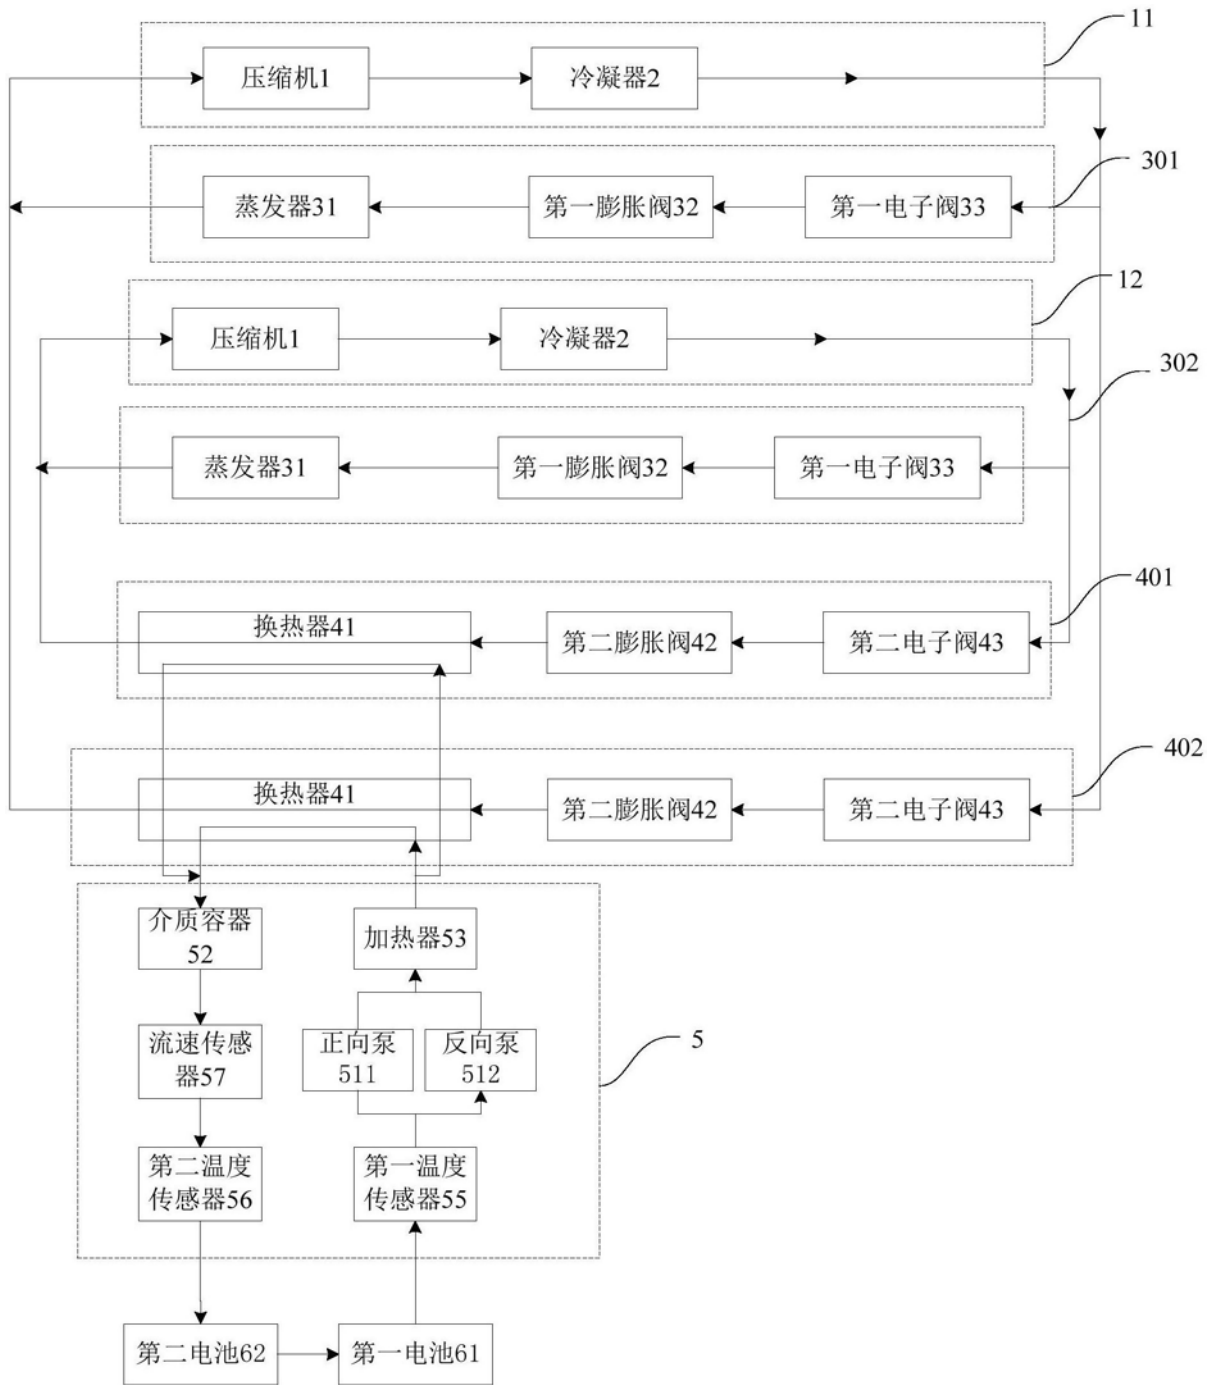 11
压缩机1
冷凝器2
301
蒸发器31
第一膨胀阀32
第一电子阀33
12
压缩机1
冷凝器2
302
蒸发器31
第一膨胀阀32
第一电子阀33
401
换热器41
第二膨胀阀42
第二电子阀43
402
换热器41
第二膨胀阀42
第二电子阀43
介质容器
52
加热器53
流速传感
器57
正向泵
511
反向泵
512
5
第二温度
传感器56
第一温度
传感器55
第二电池62
第一电池61